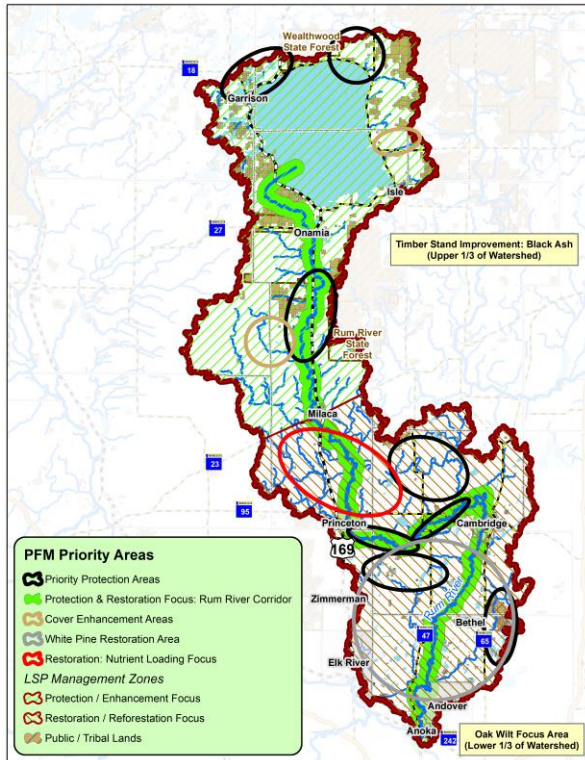 Wealthwood
State Forest
18
Garrison
Isle
27
Onamia
Timber Stand Improvement: Black Ash
(Upper 1/3 of Watershed)
Rum River
State
Forest
Milaca
23
95
Princeton
Cambridge
169
PFM Priority Areas
Priority Protection Areas
Protection & Restoration Focus: Rum River Corridor
Cover Enhancement Areas
White Pine Restoration Area
Restoration: Nutrient Loading Focus
LSP Management Zones
Protection / Enhancement Focus
Restoration / Reforestation Focus
Public / Tribal Lands
Zimmerman
Rum River
Bethel
47
65
Elk River
Andover
Anoka
242
Oak Wilt Focus Area
(Lower 1/3 of Watershed)